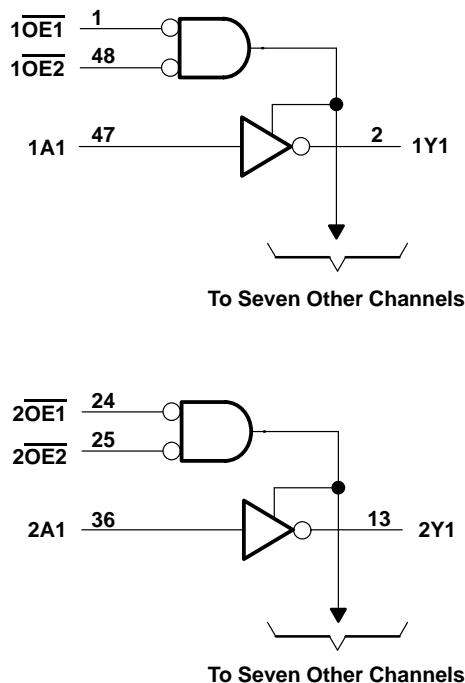 1OE1 1
1OE2 48
1A1 47 2 1Y1
To Seven Other Channels
2OE1 24
2OE2 25
2A1 36 13 2Y1
To Seven Other Channels